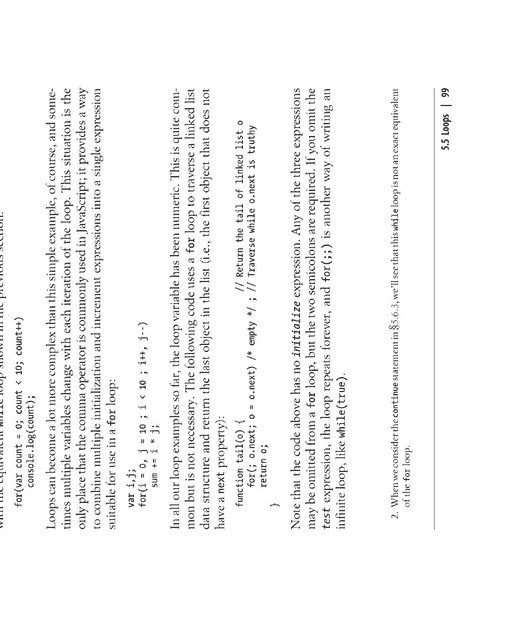 with the equivalent while loop shown in the previous section:
for(var count = 0; count < 10; count++)
console.log(count);
Loops can become a lot more complex than this simple example, of course, and some-
times multiple variables change with each iteration of the loop. This situation is the
only place that the comma operator is commonly used in JavaScript; it provides a way
to combine multiple initialization and increment expressions into a single expression
suitable for use in a for loop:
var i,j;
for(i = 0, j = 10 ; i < 10 ; i++, j--)
sum += i * j;
In all our loop examples so far, the loop variable has been numeric. This is quite com-
mon but is not necessary. The following code uses a for loop to traverse a linked list
data structure and return the last object in the list (i.e., the first object that does not
have a next property):
function tail(o) { // Return the tail of linked list o
for(; o.next; o = o.next) /* empty */ ; // Traverse while o.next is truthy
return o;
}
Note that the code above has no initialize expression. Any of the three expressions
may be omitted from a for loop, but the two semicolons are required. If you omit the
test expression, the loop repeats forever, and for(;;) is another way of writing an
infinite loop, like while(true).
2. When we consider the continue statement in §5.6.3, we'll see that this while loop is not an exact equivalent
of the for loop.
5.5 Loops | 99